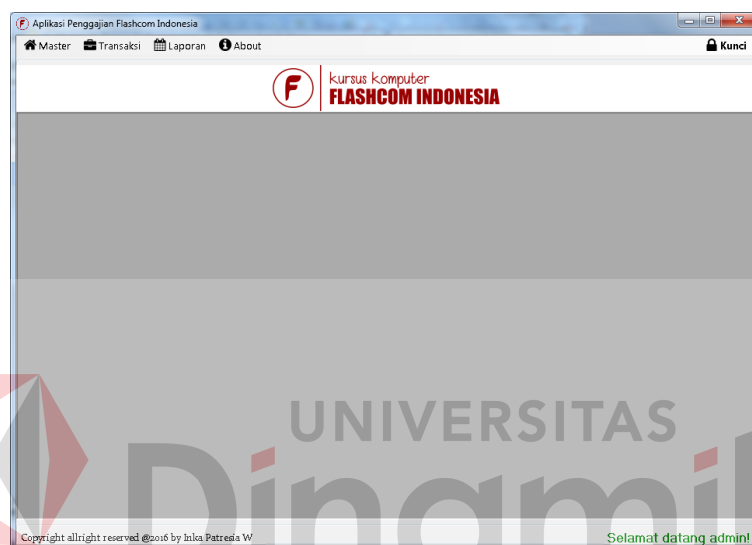 Aplikasi Penggajian Flashcom Indonesia
Master Transaksi Laporan About Kunci
F kursus komputer
FLASHCOM INDONESIA
UNIVERSITAS
Dinamik
Copyright allright reserved @2016 by Inka Patresia W Selamat datang admin!